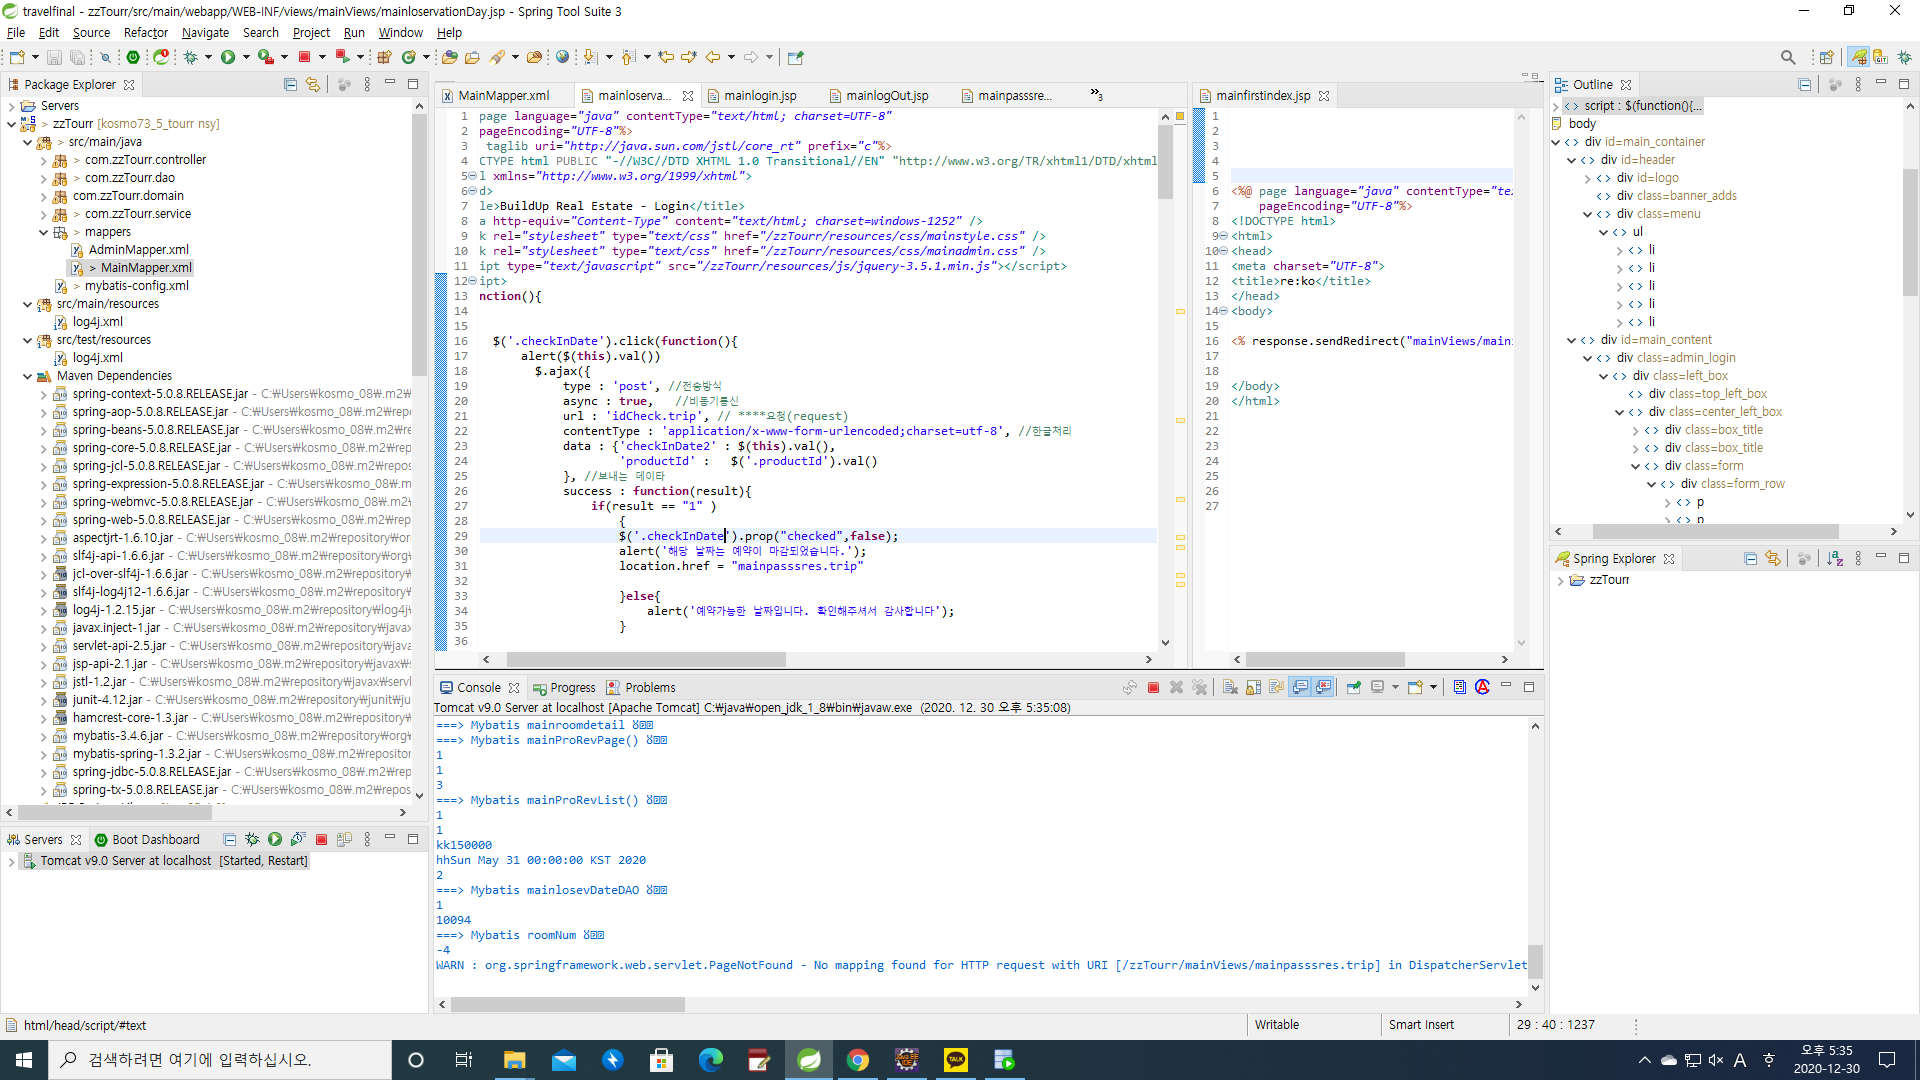 travelfinal - zzTourr/src/main/webapp/WEB-INF/views/mainViews/mainloservationDay.jsp - Spring Tool Suite 3
File Edit Source Refactor Navigate Search Project Run Window Help
Package Explorer
Servers
> zzTourr [kosmo73_5_tourr nsy]
> src/main/java
> com.zzTourr.controller
> com.zzTourr.dao
com.zzTourr.domain
> com.zzTourr.service
> mappers
AdminMapper.xml
> MainMapper.xml
> mybatis-config.xml
src/main/resources
log4j.xml
src/test/resources
log4j.xml
Maven Dependencies
spring-context-5.0.8.RELEASE.jar - C:₩Users₩kosmo_08₩.m2₩
spring-aop-5.0.8.RELEASE.jar - C:₩Users₩kosmo_08₩.m2₩rep
spring-beans-5.0.8.RELEASE.jar - C:₩Users₩kosmo_08₩.m2₩r
spring-core-5.0.8.RELEASE.jar - C:₩Users₩kosmo_08₩.m2₩re
spring-jcl-5.0.8.RELEASE.jar - C:₩Users₩kosmo_08₩.m2₩rep
spring-expression-5.0.8.RELEASE.jar - C:₩Users₩kosmo_08₩.m
spring-webmvc-5.0.8.RELEASE.jar - C:₩Users₩kosmo_08₩.m2
spring-web-5.0.8.RELEASE.jar - C:₩Users₩kosmo_08₩.m2₩re
aspectjrt-1.6.10.jar - C:₩Users₩kosmo_08₩.m2₩repository₩org
slf4j-api-1.6.6.jar - C:₩Users₩kosmo_08₩.m2₩repository₩org₩
jcl-over-slf4j-1.6.6.jar - C:₩Users₩kosmo_08₩.m2₩repository₩
slf4j-log4j12-1.6.6.jar - C:₩Users₩kosmo_08₩.m2₩repository₩
log4j-1.2.15.jar - C:₩Users₩kosmo_08₩.m2₩repository₩log4j₩
javax.inject-1.jar - C:₩Users₩kosmo_08₩.m2₩repository₩javax
servlet-api-2.5.jar - C:₩Users₩kosmo_08₩.m2₩repository₩java
jsp-api-2.1.jar - C:₩Users₩kosmo_08₩.m2₩repository₩javax₩s
jstl-1.2.jar - C:₩Users₩kosmo_08₩.m2₩repository₩javax₩servl
junit-4.12.jar - C:₩Users₩kosmo_08₩.m2₩repository₩junit₩ju
hamcrest-core-1.3.jar - C:₩Users₩kosmo_08₩.m2₩repository₩
mybatis-3.4.6.jar - C:₩Users₩kosmo_08₩.m2₩repository₩org₩
mybatis-spring-1.3.2.jar - C:₩Users₩kosmo_08₩.m2₩repositor
spring-jdbc-5.0.8.RELEASE.jar - C:₩Users₩kosmo_08₩.m2₩rep
spring-tx-5.0.8.RELEASE.jar - C:₩Users₩kosmo_08₩.m2₩repos
Servers Boot Dashboard
Tomcat v9.0 Server at localhost [Started, Restart]
MainMapper.xml mainloserva... mainlogin.jsp mainlogOut.jsp mainpasssre... »3
1 page language="java" contentType="text/html; charset=UTF-8"
2 pageEncoding="UTF-8"%>
3 taglib uri="http://java.sun.com/jstl/core_rt" prefix="c"%>
4 CTYPE html PUBLIC "-//W3C//DTD XHTML 1.0 Transitional//EN" "http://www.w3.org/TR/xhtml1/DTD/xhtml
5 l xmlns="http://www.w3.org/1999/xhtml">
6 d>
7 le>BuildUp Real Estate - Login</title>
8 a http-equiv="Content-Type" content="text/html; charset=windows-1252" />
9 k rel="stylesheet" type="text/css" href="/zzTourr/resources/css/mainstyle.css" />
10 k rel="stylesheet" type="text/css" href="/zzTourr/resources/css/mainadmin.css" />
11 ipt type="text/javascript" src="/zzTourr/resources/js/jquery-3.5.1.min.js"></script>
12 ipt>
13 nction(){
14
15
16 $('.checkInDate').click(function(){
17 alert($(this).val())
18 $.ajax({
19 type : 'post', //전송방식
20 async : true, //비동기통신
21 url : 'idCheck.trip', // ****요청(request)
22 contentType : 'application/x-www-form-urlencoded;charset=utf-8', //한글처리
23 data : {'checkInDate2' : $(this).val(),
24 'productId' : $('.productId').val()
25 }, //보내는 데이타
26 success : function(result){
27 if(result == "1" )
28 {
29 $('.checkInDate').prop("checked",false);
30 alert('해당 날짜는 예약이 마감되었습니다.');
31 location.href = "mainpasssres.trip"
32
33 }else{
34 alert('예약가능한 날짜입니다. 확인해주셔서 감사합니다');
35 }
36
mainfirstindex.jsp
1
2
3
4
5
6 <%@ page language="java" contentType="te
7 pageEncoding="UTF-8"%>
8 <!DOCTYPE html>
9 <html>
10 <head>
11 <meta charset="UTF-8">
12 <title>re:ko</title>
13 </head>
14 <body>
15
16 <% response.sendRedirect("mainViews/main
17
18
19 </body>
20 </html>
21
22
23
24
25
26
27
Console Progress Problems
Tomcat v9.0 Server at localhost [Apache Tomcat] C:₩java₩open_jdk_1_8₩bin₩javaw.exe (2020. 12. 30 오후 5:35:08)
===> Mybatis mainroomdetail
===> Mybatis mainProRevPage()
1
1
3
===> Mybatis mainProRevList()
1
1
kk150000
hhSun May 31 00:00:00 KST 2020
2
===> Mybatis mainlosevDateDAO
1
10094
===> Mybatis roomNum
-4
WARN : org.springframework.web.servlet.PageNotFound - No mapping found for HTTP request with URI [/zzTourr/mainViews/mainpasssres.trip] in DispatcherServlet
Outline
script : $(function(){...
body
div id=main_container
div id=header
div id=logo
div class=banner_adds
div class=menu
ul
li
li
li
li
li
div id=main_content
div class=admin_login
div class=left_box
div class=top_left_box
div class=center_left_box
div class=box_title
div class=box_title
div class=form
div class=form_row
p
p
Spring Explorer
zzTourr
html/head/script/#text
Writable
Smart Insert
29 : 40 : 1237
검색하려면 여기에 입력하십시오.
TALK
A
오후 5:35
2020-12-30